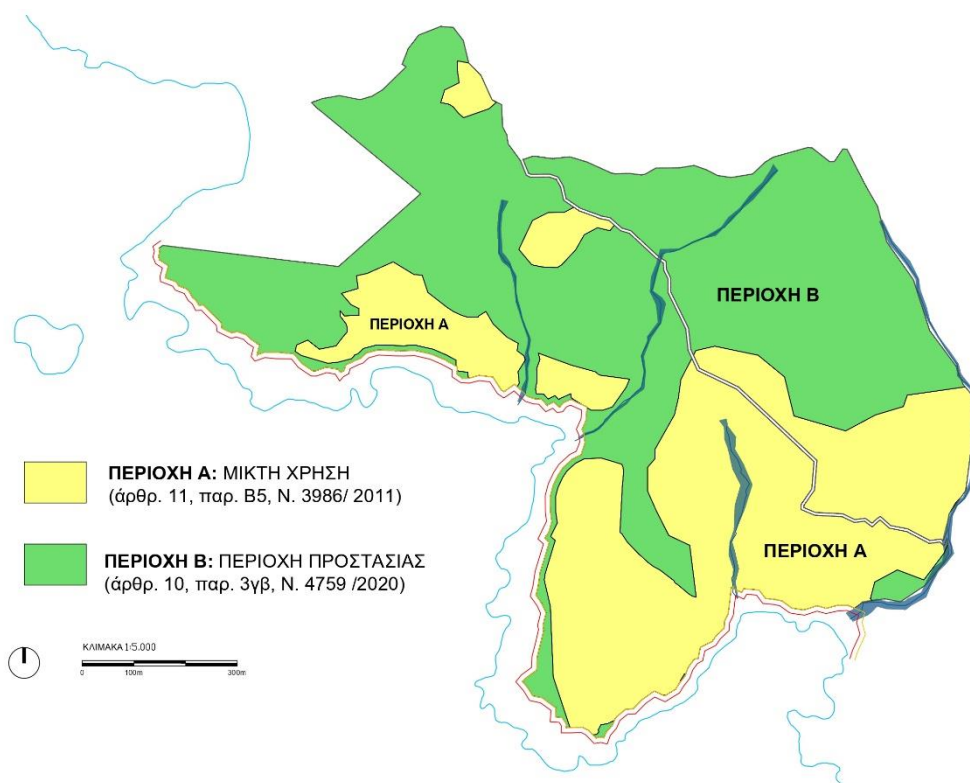 ΠΕΡΙΟΧΗ Β
ΠΕΡΙΟΧΗ Α
ΠΕΡΙΟΧΗ Α: ΜΙΚΤΗ ΧΡΗΣΗ
(άρθρ. 11, παρ. Β5, Ν. 3986/ 2011)
ΠΕΡΙΟΧΗ Α
ΠΕΡΙΟΧΗ Β: ΠΕΡΙΟΧΗ ΠΡΟΣΤΑΣΙΑΣ
(άρθρ. 10, παρ. 3γβ, Ν. 4759 /2020)
ΚΛΙΜΑΚΑ 1/5.000
0 100m 300m